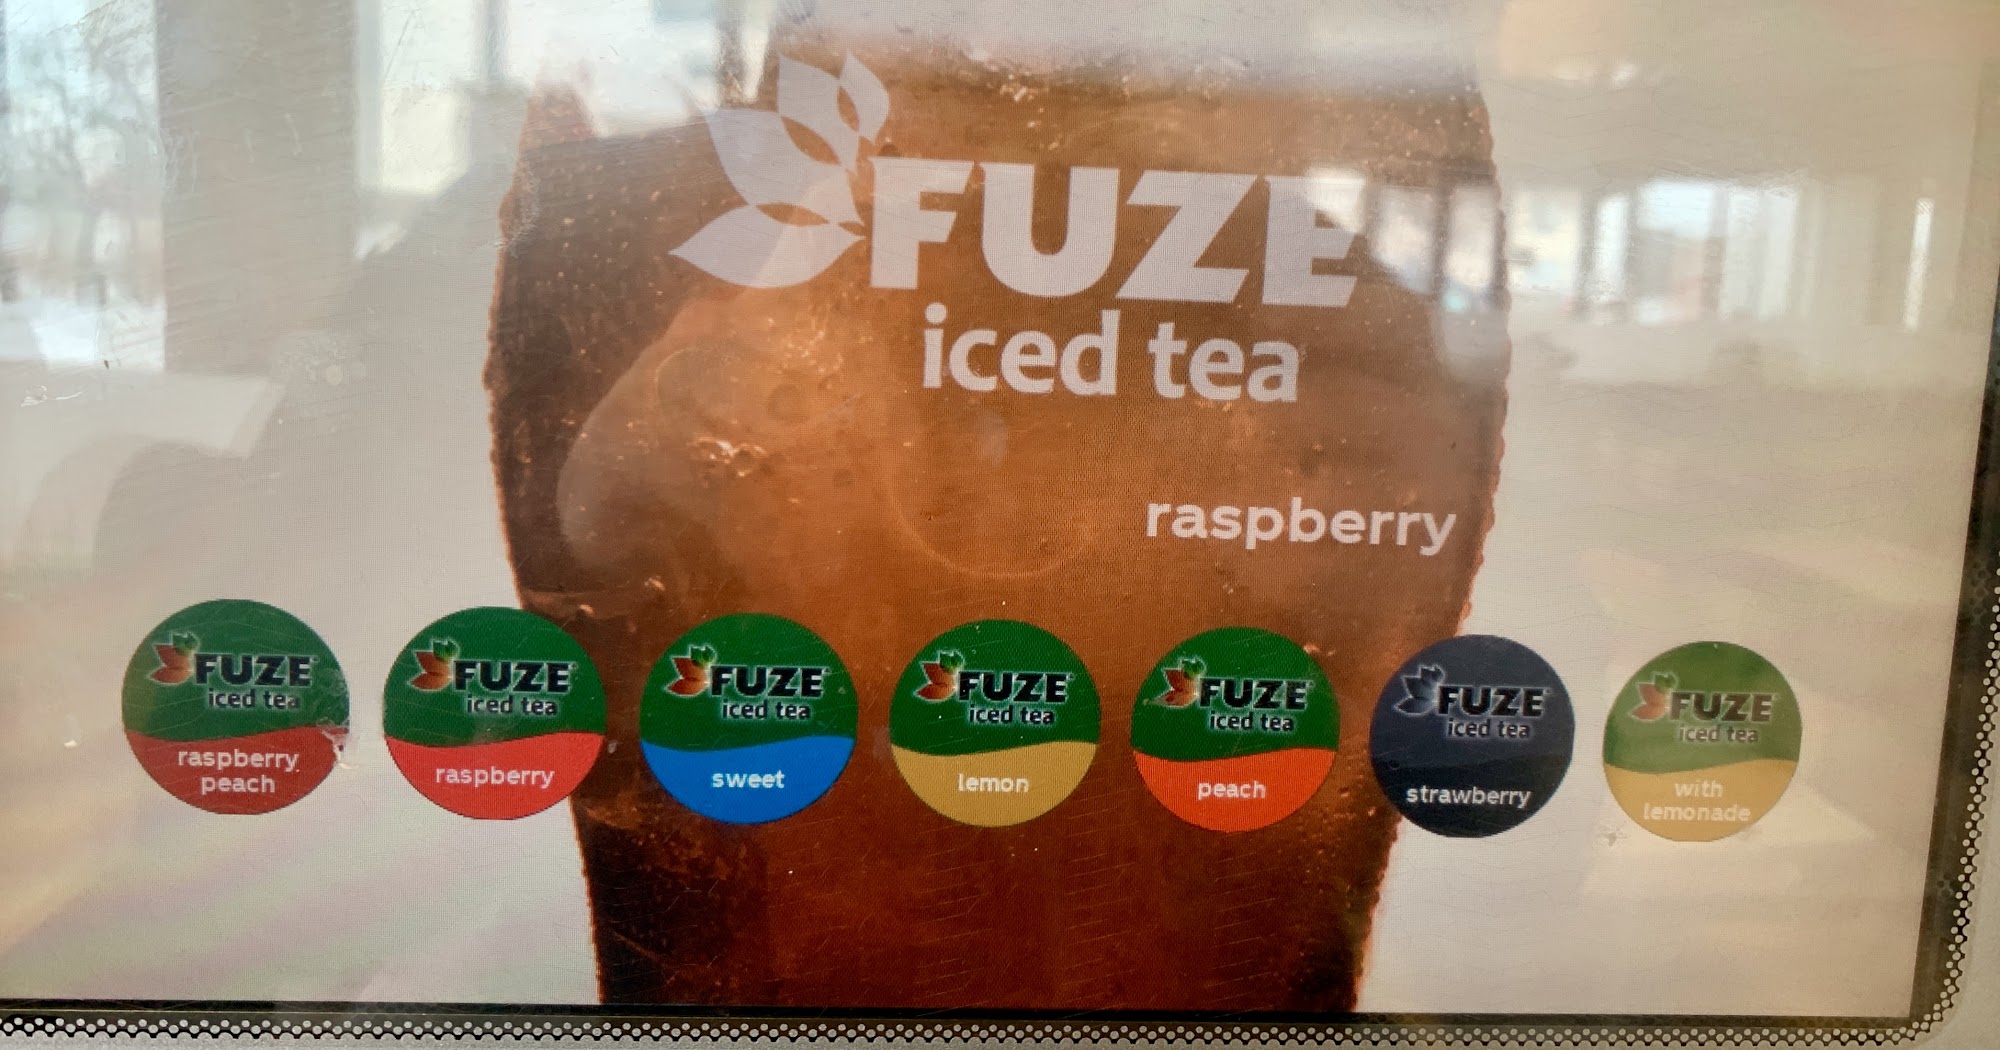 FUZE
iced tea
raspberry
FUZE
iced tea
raspberry
peach
FUZE
iced tea
raspberry
FUZE
iced tea
sweet
FUZE
iced tea
lemon
FUZE
iced tea
peach
FUZE
iced tea
strawberry
FUZE
iced tea
with
lemonade